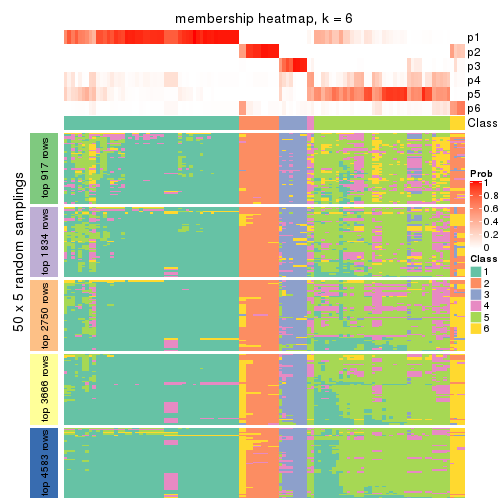 membership heatmap, k = 6
p1
p2
p3
p4
p5
p6
Class
50 x 5 random samplings
top 917 rows
top 1834 rows
top 2750 rows
top 3666 rows
top 4583 rows
Prob
1
0.8
0.6
0.4
0.2
0
Class
1
2
3
4
5
6